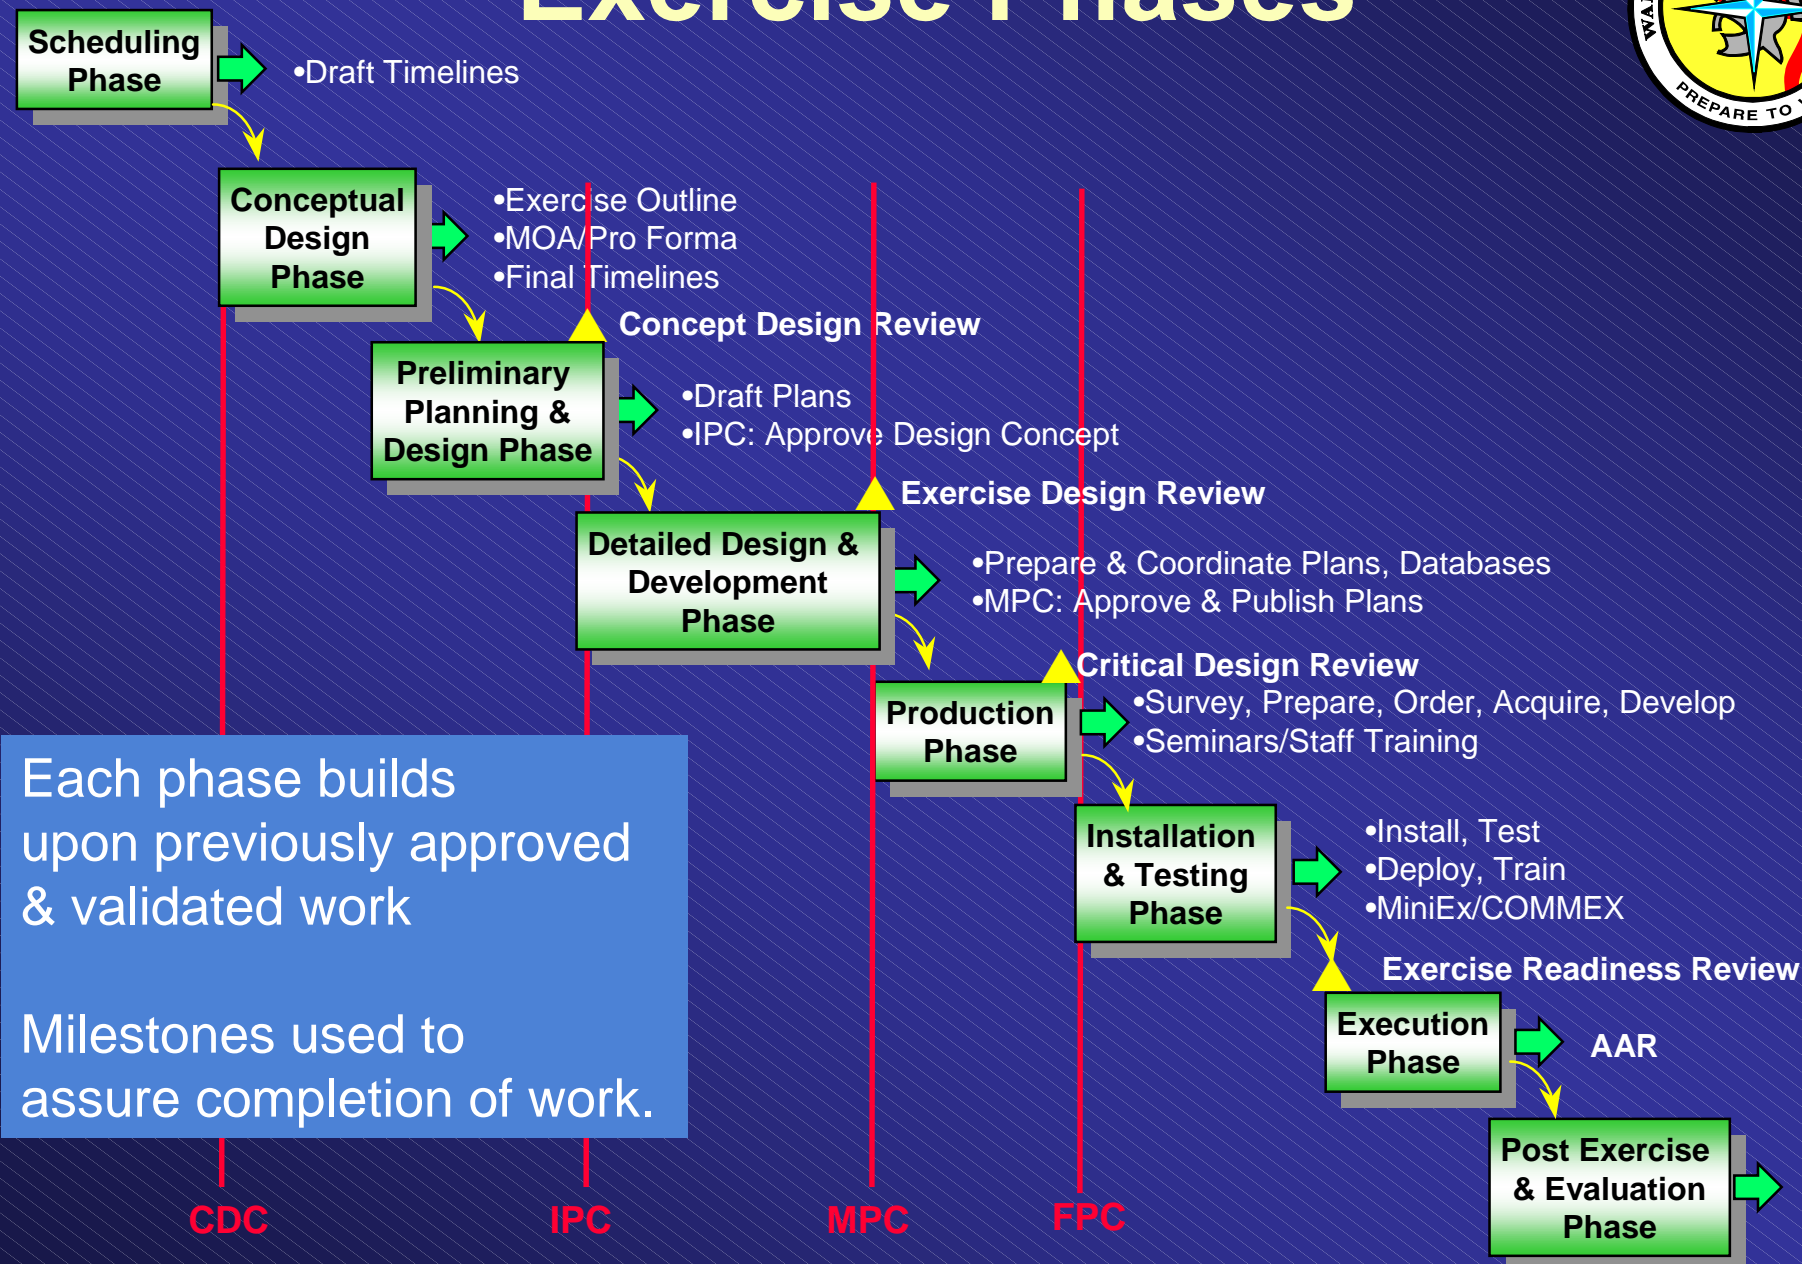 Exercise Phases
Scheduling
Phase
•Draft Timelines
PREPARE TO
Conceptual
Design
Phase
•Exercise Outline
•MOA/Pro Forma
•Final Timelines
Concept Design Review
Preliminary
Planning &
Design Phase
•Draft Plans
•IPC: Approve Design Concept
Exercise Design Review
Detailed Design &
Development
Phase
•Prepare & Coordinate Plans, Databases
•MPC: Approve & Publish Plans
Critical Design Review
Production
Phase
•Survey, Prepare, Order, Acquire, Develop
•Seminars/Staff Training
Each phase builds
upon previously approved
& validated work
Milestones used to
assure completion of work.
Installation
& Testing
Phase
•Install, Test
•Deploy, Train
•MiniEx/COMMEX
Exercise Readiness Review
Execution
Phase
AAR
Post Exercise
& Evaluation
Phase
CDC
IPC
MPC
FPC